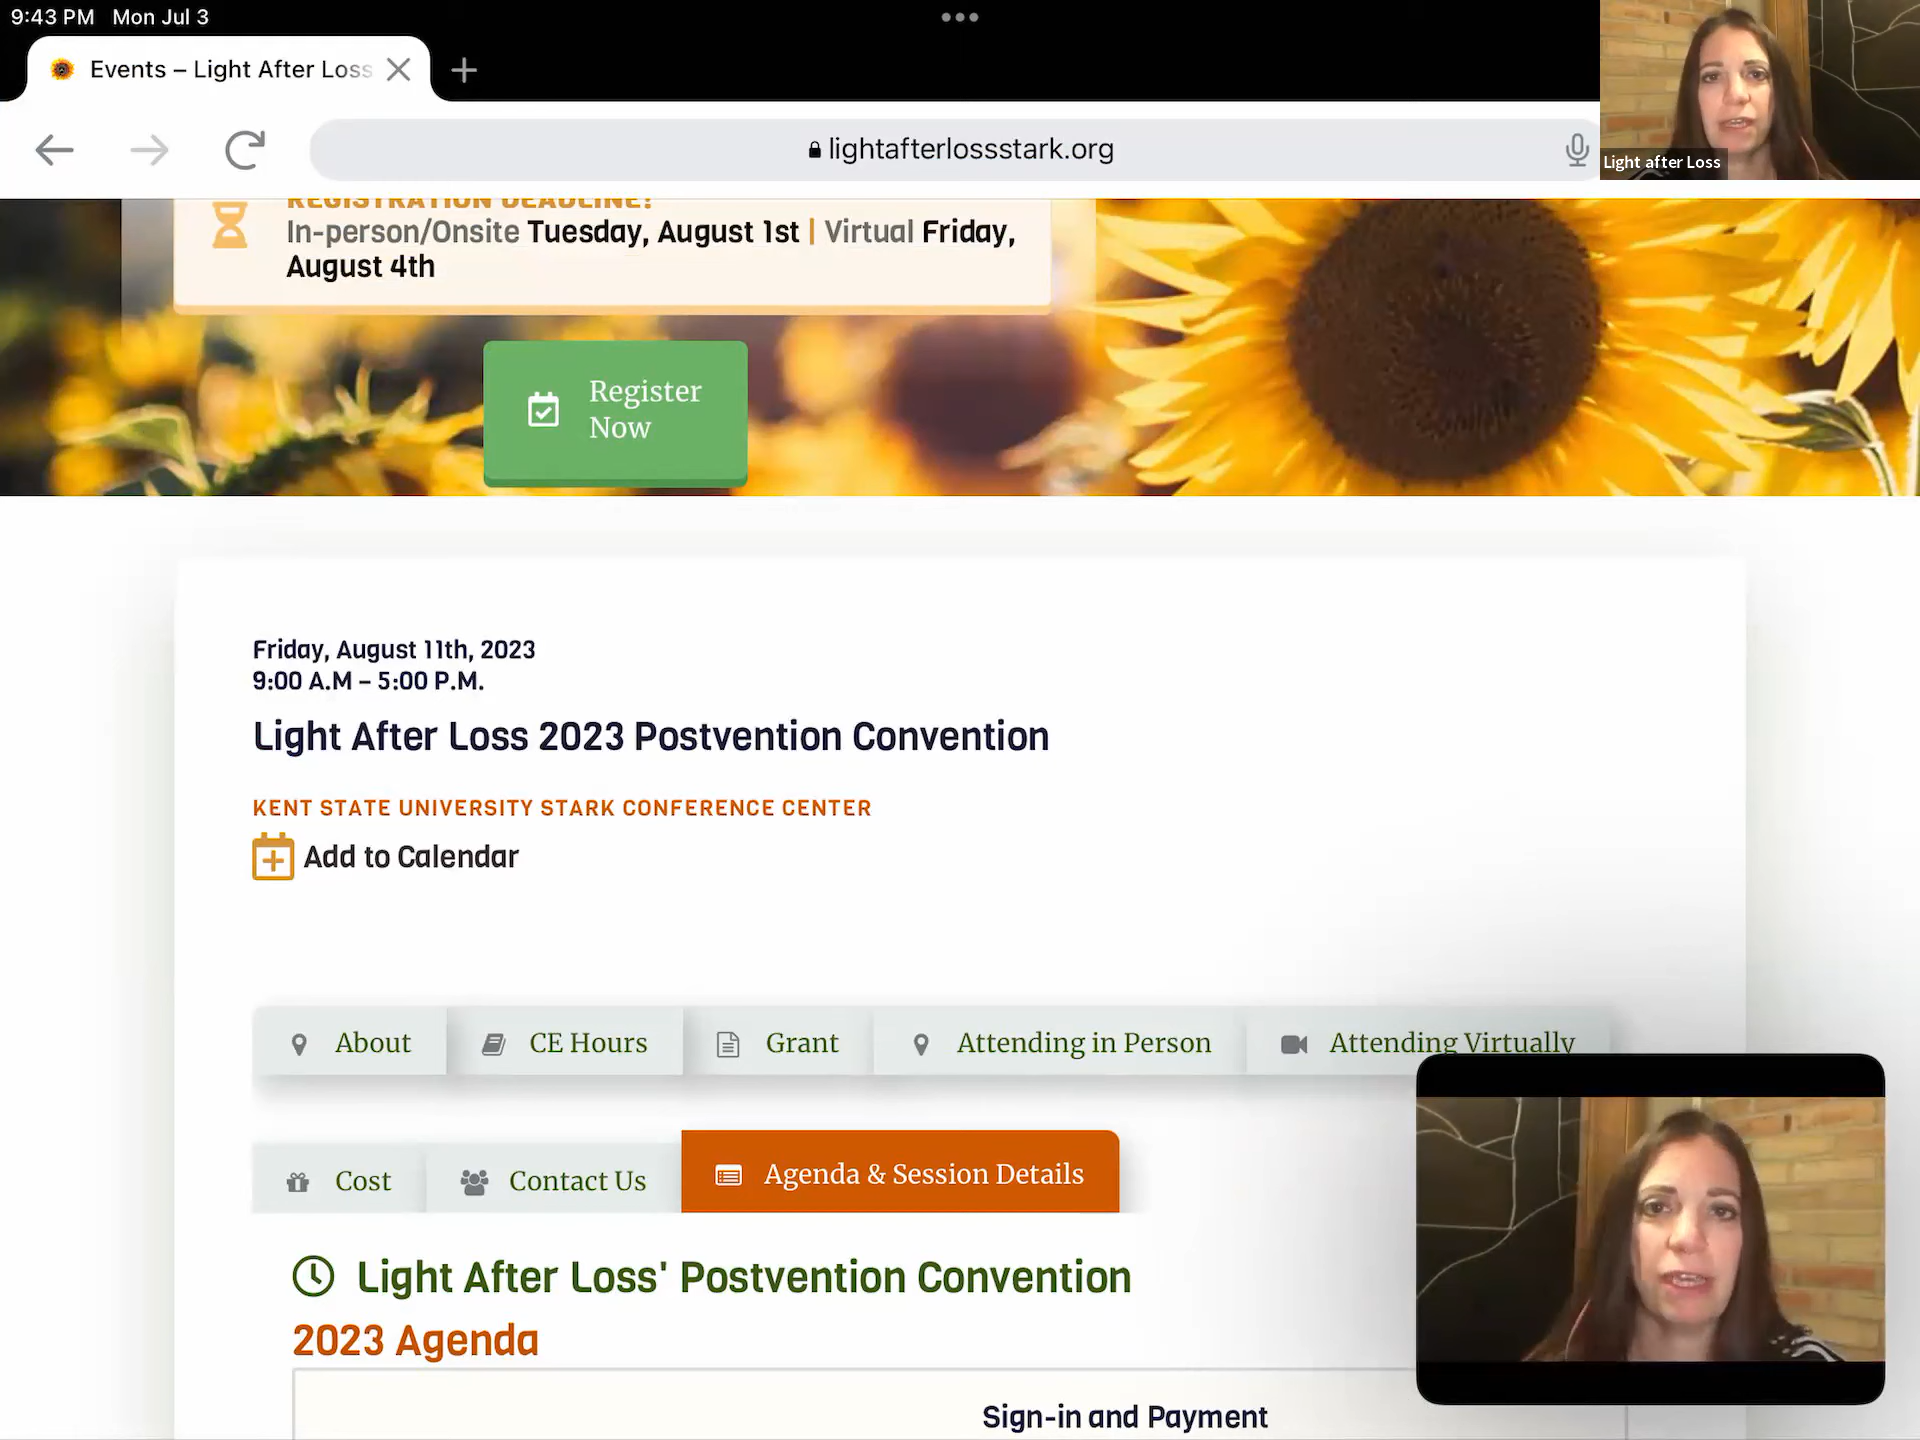 9:43 PM Mon Jul 3
Events – Light After Loss
lightafterlossstark.org
Light after Loss
REGISTRATION DEADLINE!
In-person/Onsite Tuesday, August 1st | Virtual Friday,
August 4th
Register
Now
Friday, August 11th, 2023
9:00 A.M – 5:00 P.M.
Light After Loss 2023 Postvention Convention
KENT STATE UNIVERSITY STARK CONFERENCE CENTER
Add to Calendar
About CE Hours Grant Attending in Person Attending Virtually
Cost Contact Us Agenda & Session Details
Light After Loss' Postvention Convention
2023 Agenda
Sign-in and Payment